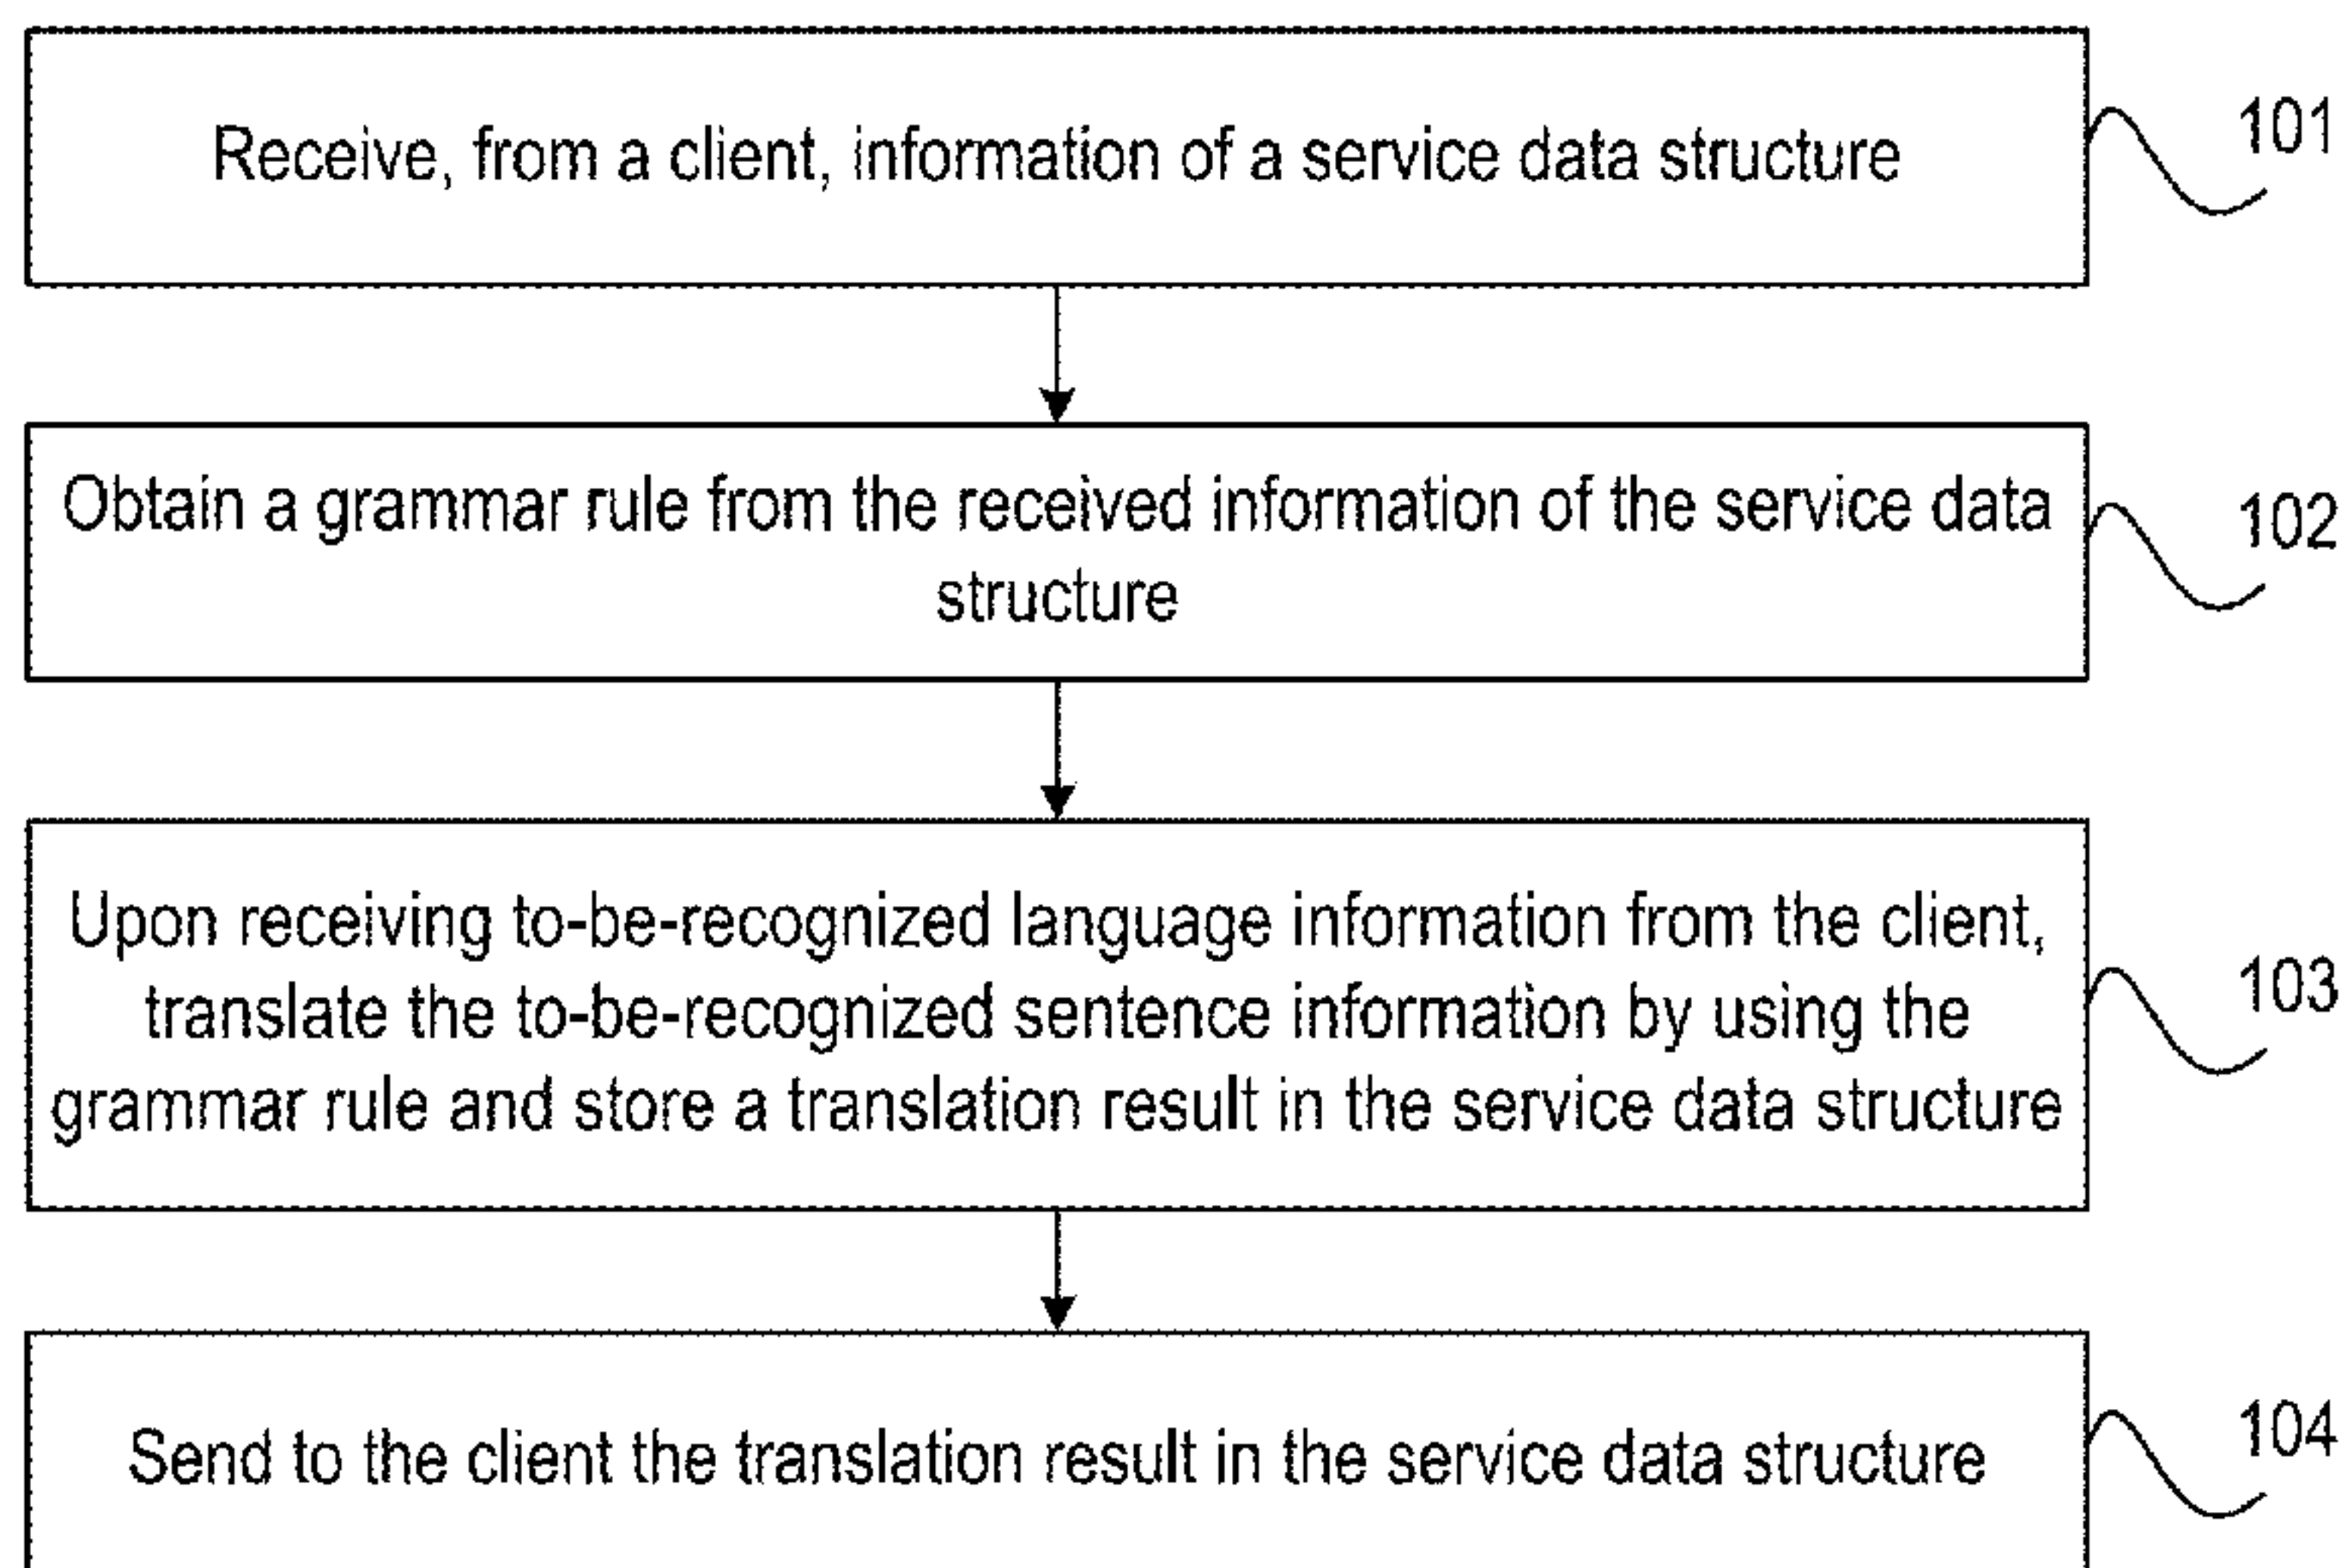 Receive, from a client, information of a service data structure
101
Obtain a grammar rule from the received information of the service data
structure
102
Upon receiving to-be-recognized language information from the client,
translate the to-be-recognized sentence information by using the
grammar rule and store a translation result in the service data structure
103
Send to the client the translation result in the service data structure
104